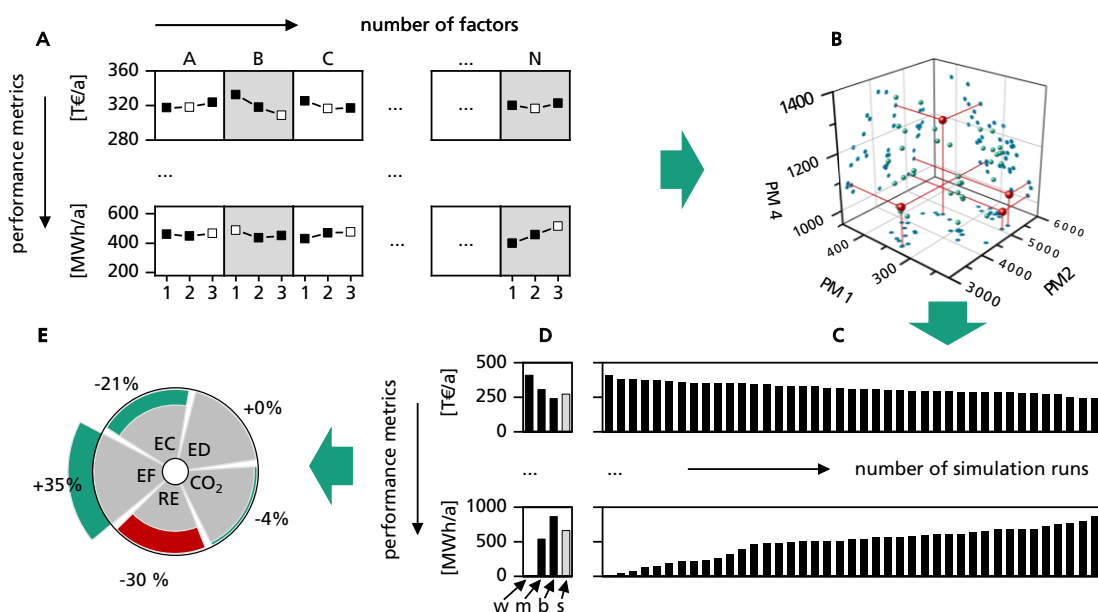 number of factors
A
B
A B C ... N
performance metrics
[T€/a]
360
320
280
... ...
... ...
[MWh/a]
600
400
200
... ...
1 2 3 1 2 3 1 2 3 1 2 3
PM 4
1400
1200
1000
400
300
PM 1
6000
5000
4000
3000
PM2
E
D
C
-21%
+0%
EC
ED
EF
CO₂
RE
+35%
-4%
-30 %
performance metrics
[T€/a]
500
250
0
... ...
number of simulation runs
[MWh/a]
1000
500
0
w m b s